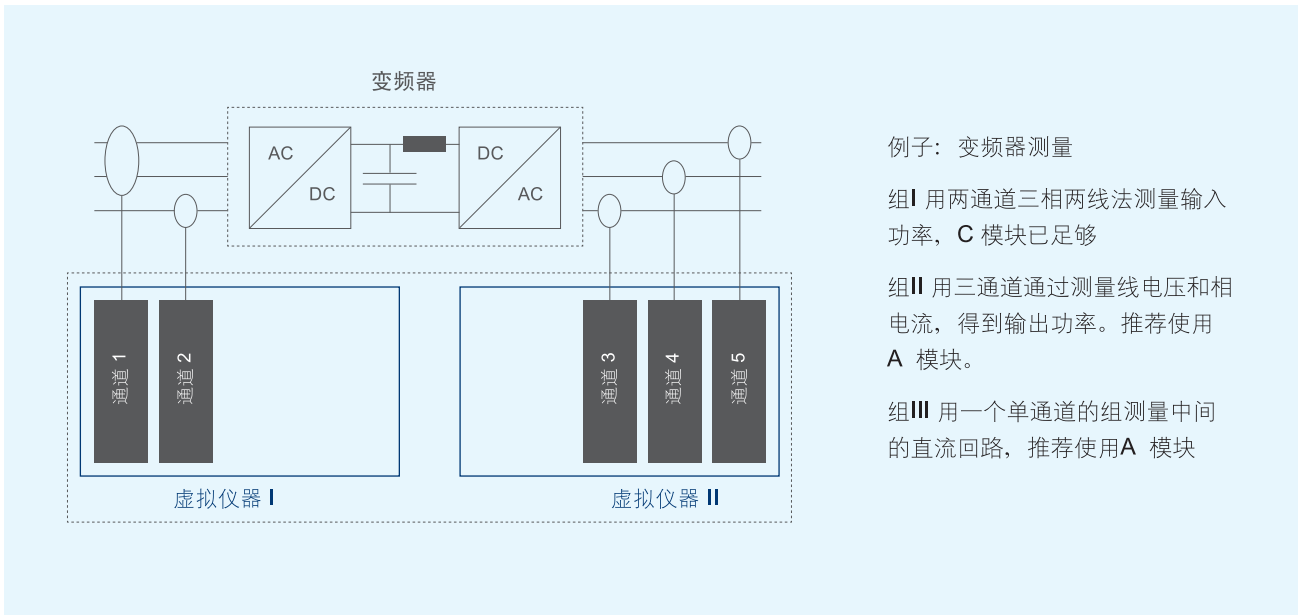 变频器
AC
DC
DC
AC
通道 1
通道 2
通道 3
通道 4
通道 5
虚拟仪器 I
虚拟仪器 II
例子：变频器测量
组I 用两通道三相两线法测量输入
功率，C 模块已足够
组II 用三通道通过测量线电压和相
电流，得到输出功率。推荐使用
A 模块。
组III 用一个单通道的组测量中间
的直流回路，推荐使用A 模块